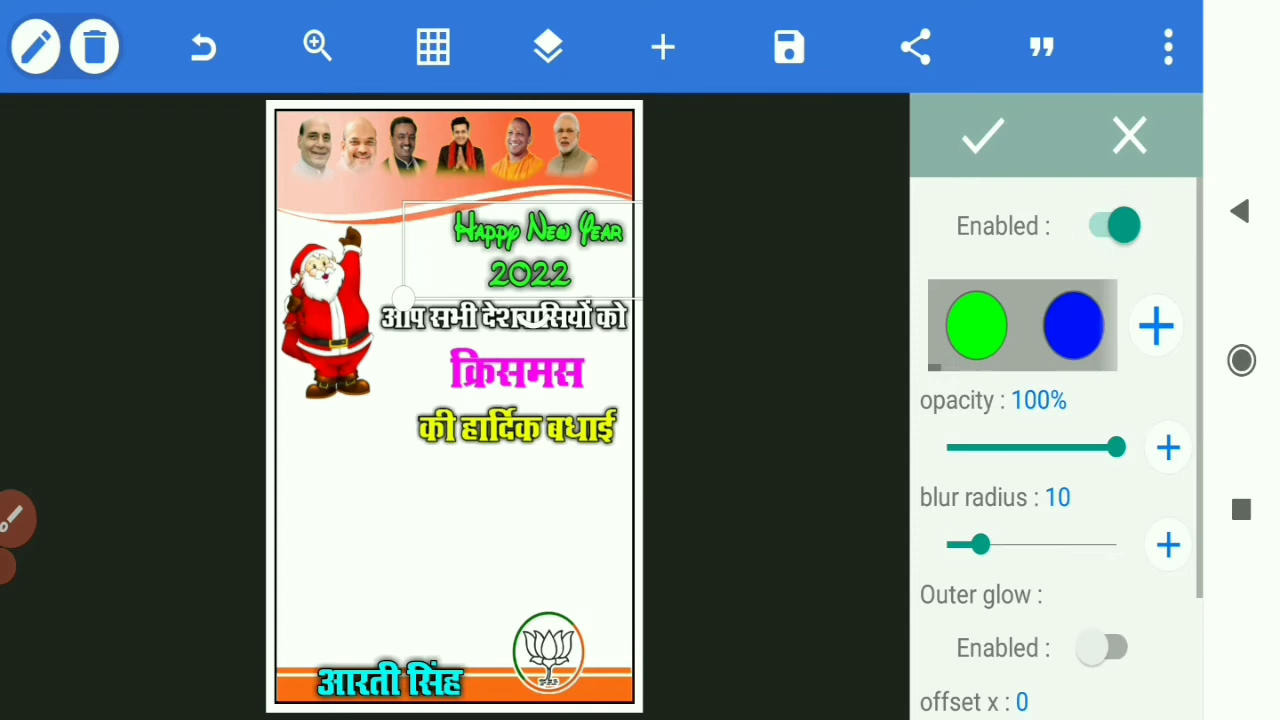 Happy New Year
2022
आप सभी देशवासियों को
क्रिसमस
की हार्दिक बधाई
आरती सिंह
Enabled :
opacity : 100%
blur radius : 10
Outer glow :
Enabled :
offset x : 0